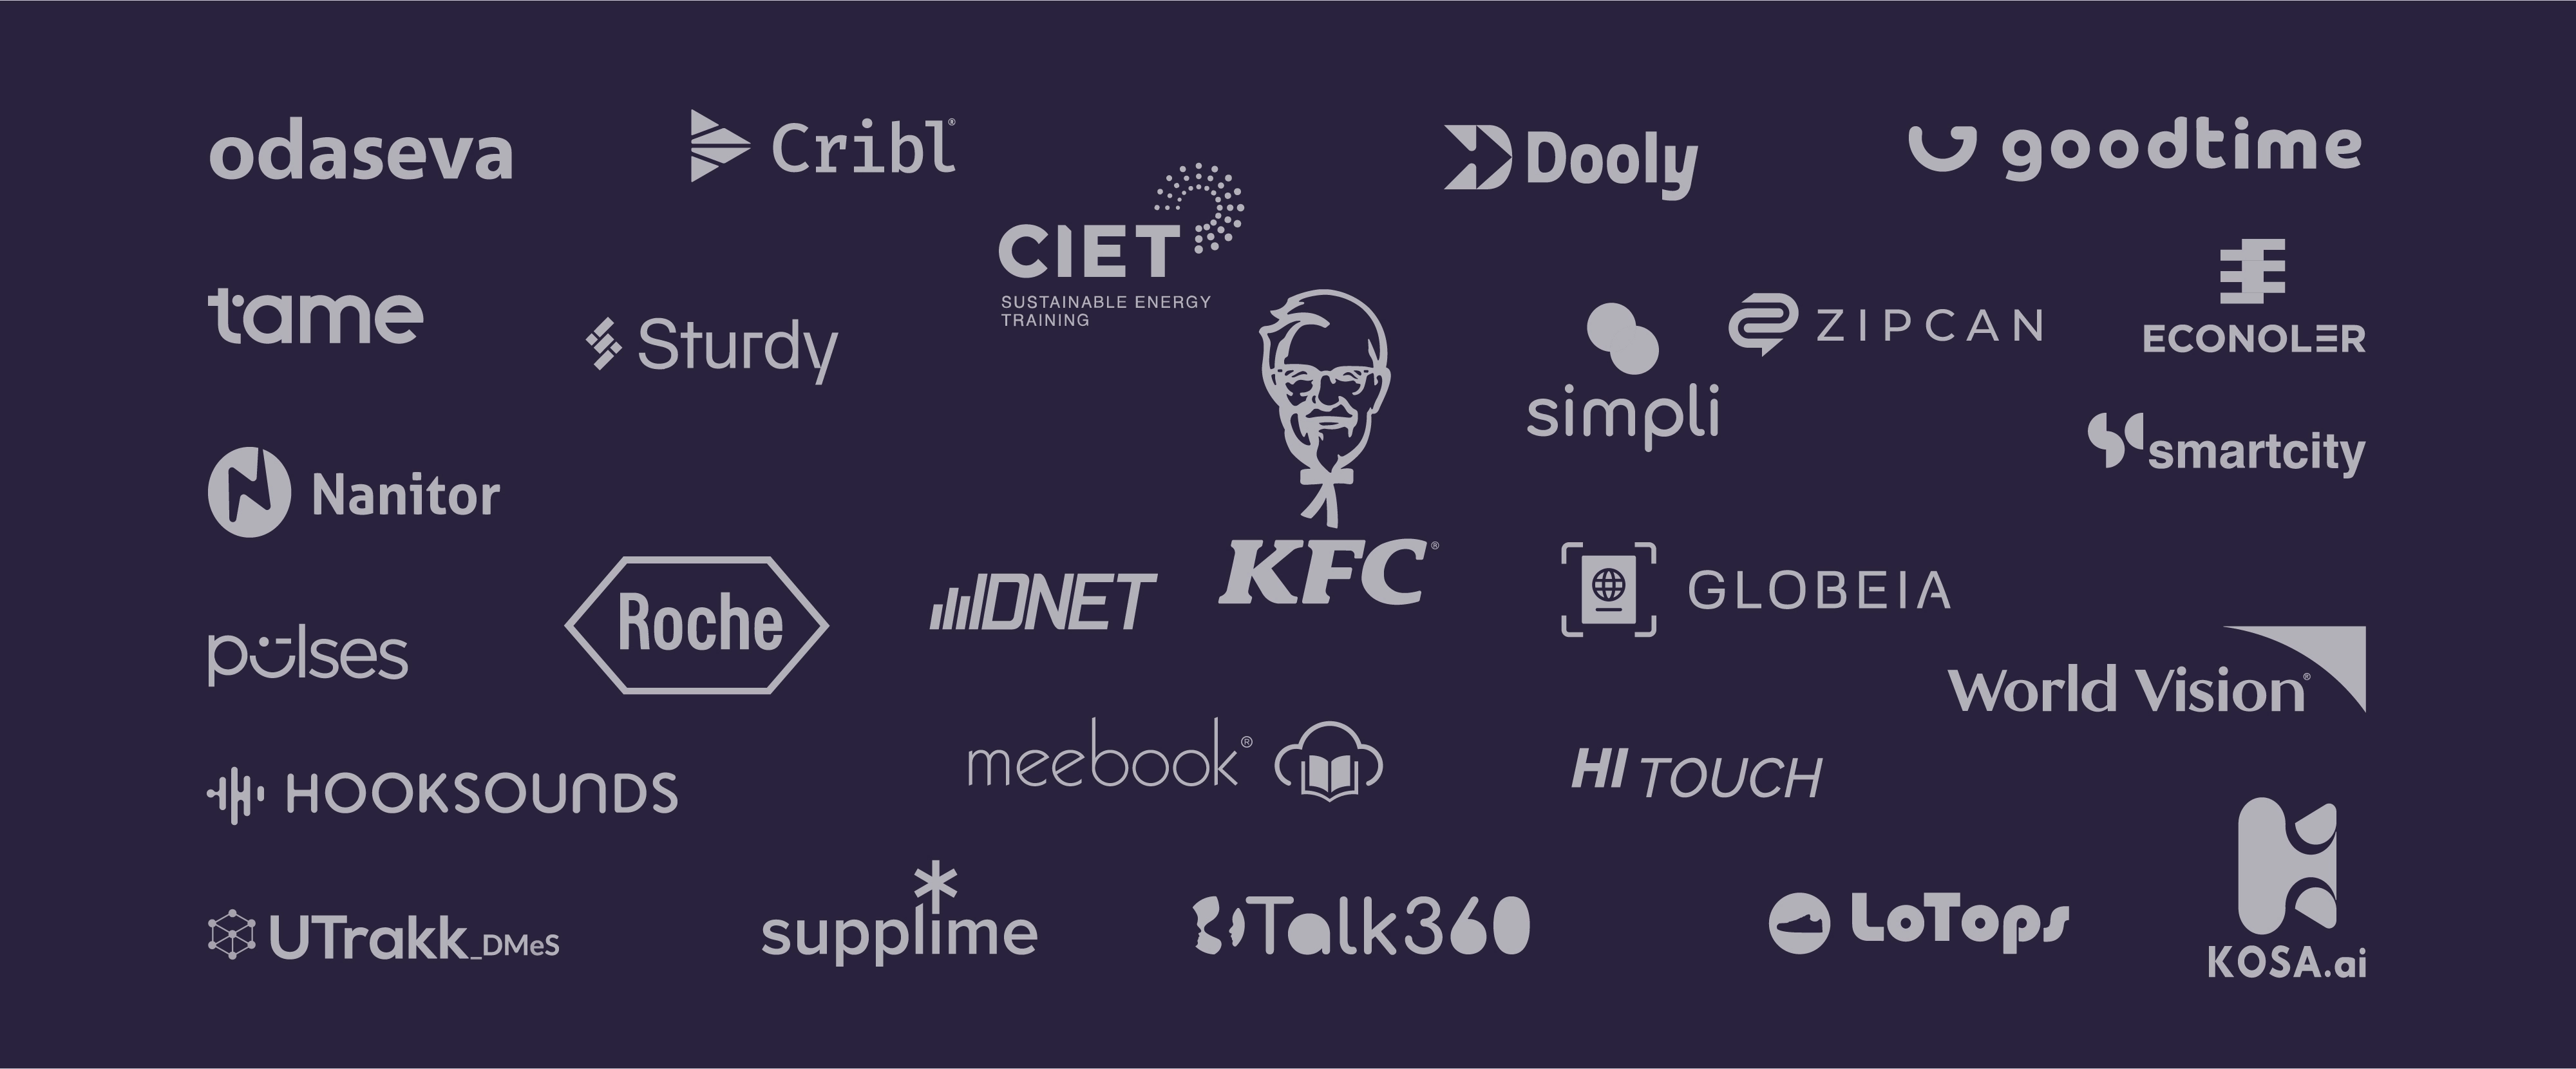 odaseva
Cribl®
Dooly
goodtime
CIET
SUSTAINABLE ENERGY
TRAINING
tame
Sturdy
simpli
ZIPCAN
ECONOLER
smartcity
Nanitor
KFC®
Roche
DNET
GLOBEIA
pülses
World Vision®
meebook®
HI TOUCH
HOOKSOUNDS
UTrakk_DMeS
supplime
Talk360
LoTops
KOSA.ai